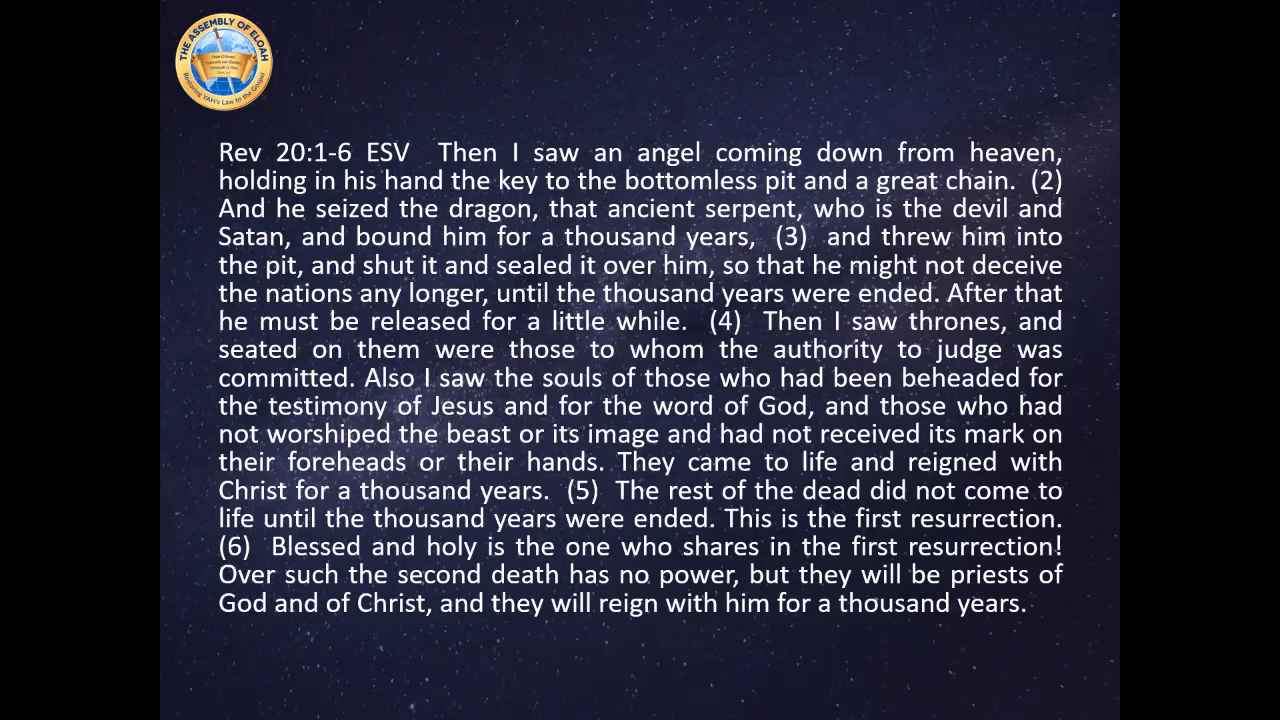 THE ASSEMBLY OF ELOAH
Restoring YAH's Law to the Gospel
Rev 20:1-6 ESV Then I saw an angel coming down from heaven,
holding in his hand the key to the bottomless pit and a great chain. (2)
And he seized the dragon, that ancient serpent, who is the devil and
Satan, and bound him for a thousand years, (3) and threw him into
the pit, and shut it and sealed it over him, so that he might not deceive
the nations any longer, until the thousand years were ended. After that
he must be released for a little while. (4) Then I saw thrones, and
seated on them were those to whom the authority to judge was
committed. Also I saw the souls of those who had been beheaded for
the testimony of Jesus and for the word of God, and those who had
not worshiped the beast or its image and had not received its mark on
their foreheads or their hands. They came to life and reigned with
Christ for a thousand years. (5) The rest of the dead did not come to
life until the thousand years were ended. This is the first resurrection.
(6) Blessed and holy is the one who shares in the first resurrection!
Over such the second death has no power, but they will be priests of
God and of Christ, and they will reign with him for a thousand years.